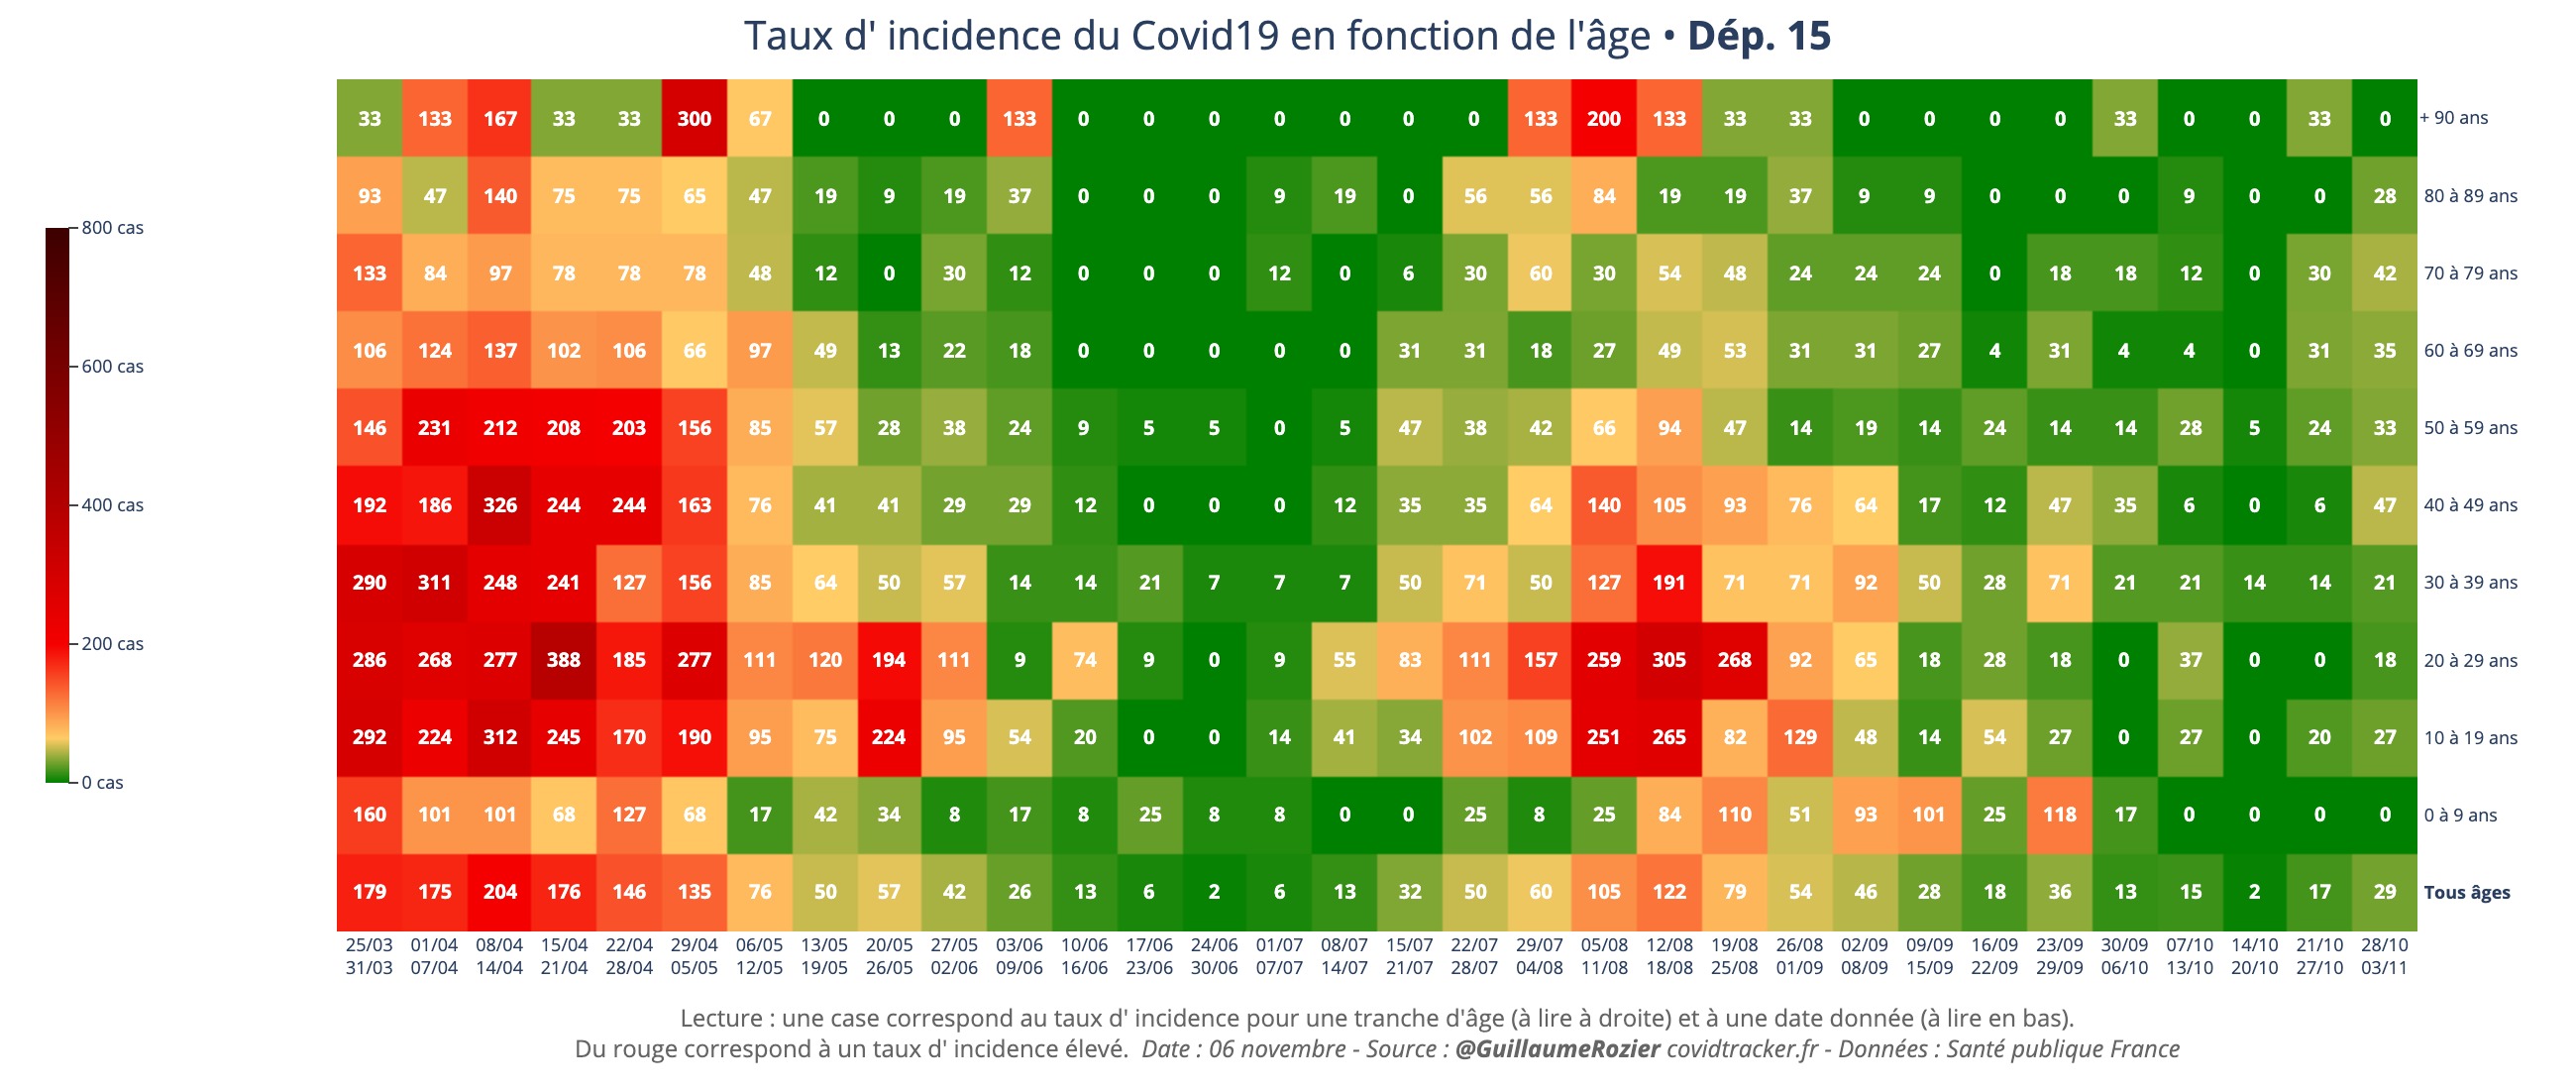 Taux d' incidence du Covid19 en fonction de l'âge • Dép. 15
33 133 167 33 33 300 67 0 0 0 133 0 0 0 0 0 0 0 133 200 133 33 33 0 0 0 0 33 0 0 33 0 + 90 ans
93 47 140 75 75 65 47 19 9 19 37 0 0 0 9 19 0 56 56 84 19 19 37 9 9 0 0 0 9 0 0 28 80 à 89 ans
133 84 97 78 78 78 48 12 0 30 12 0 0 0 12 0 6 30 60 30 54 48 24 24 24 0 18 18 12 0 30 42 70 à 79 ans
106 124 137 102 106 66 97 49 13 22 18 0 0 0 0 0 31 31 18 27 49 53 31 31 27 4 31 4 4 0 31 35 60 à 69 ans
146 231 212 208 203 156 85 57 28 38 24 9 5 5 0 5 47 38 42 66 94 47 14 19 14 24 14 14 28 5 24 33 50 à 59 ans
192 186 326 244 244 163 76 41 41 29 29 12 0 0 0 12 35 35 64 140 105 93 76 64 17 12 47 35 6 0 6 47 40 à 49 ans
290 311 248 241 127 156 85 64 50 57 14 14 21 7 7 7 50 71 50 127 191 71 71 92 50 28 71 21 21 14 14 21 30 à 39 ans
286 268 277 388 185 277 111 120 194 111 9 74 9 0 9 55 83 111 157 259 305 268 92 65 18 28 18 0 37 0 0 18 20 à 29 ans
292 224 312 245 170 190 95 75 224 95 54 20 0 0 14 41 34 102 109 251 265 82 129 48 14 54 27 0 27 0 20 27 10 à 19 ans
160 101 101 68 127 68 17 42 34 8 17 8 25 8 8 0 0 25 8 25 84 110 51 93 101 25 118 17 0 0 0 0 0 à 9 ans
179 175 204 176 146 135 76 50 57 42 26 13 6 2 6 13 32 50 60 105 122 79 54 46 28 18 36 13 15 2 17 29 Tous âges
25/03 01/04 08/04 15/04 22/04 29/04 06/05 13/05 20/05 27/05 03/06 10/06 17/06 24/06 01/07 08/07 15/07 22/07 29/07 05/08 12/08 19/08 26/08 02/09 09/09 16/09 23/09 30/09 07/10 14/10 21/10 28/10
31/03 07/04 14/04 21/04 28/04 05/05 12/05 19/05 26/05 02/06 09/06 16/06 23/06 30/06 07/07 14/07 21/07 28/07 04/08 11/08 18/08 25/08 01/09 08/09 15/09 22/09 29/09 06/10 13/10 20/10 27/10 03/11
800 cas
600 cas
400 cas
200 cas
0 cas
Lecture : une case correspond au taux d' incidence pour une tranche d'âge (à lire à droite) et à une date donnée (à lire en bas).
Du rouge correspond à un taux d' incidence élevé. Date : 06 novembre - Source : @GuillaumeRozier covidtracker.fr - Données : Santé publique France